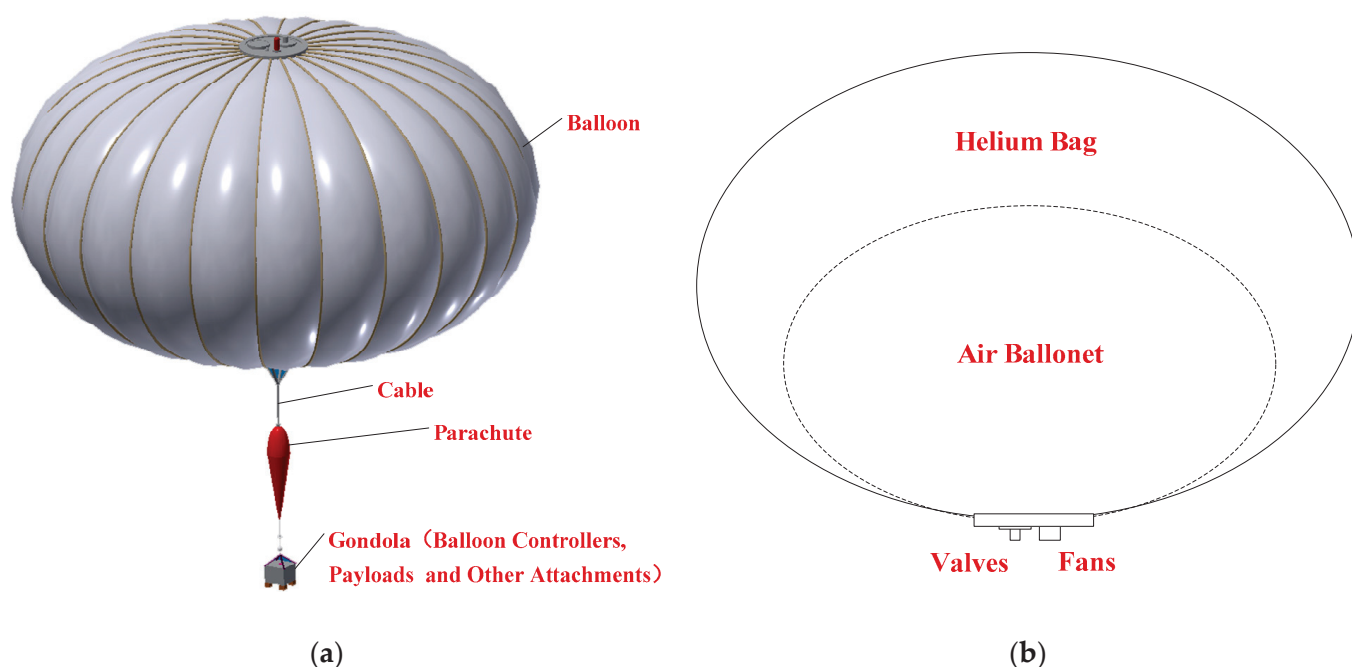 Balloon
Cable
Parachute
Gondola（Balloon Controllers,
Payloads and Other Attachments）
(a)
Helium Bag
Air Ballonet
Valves
Fans
(b)